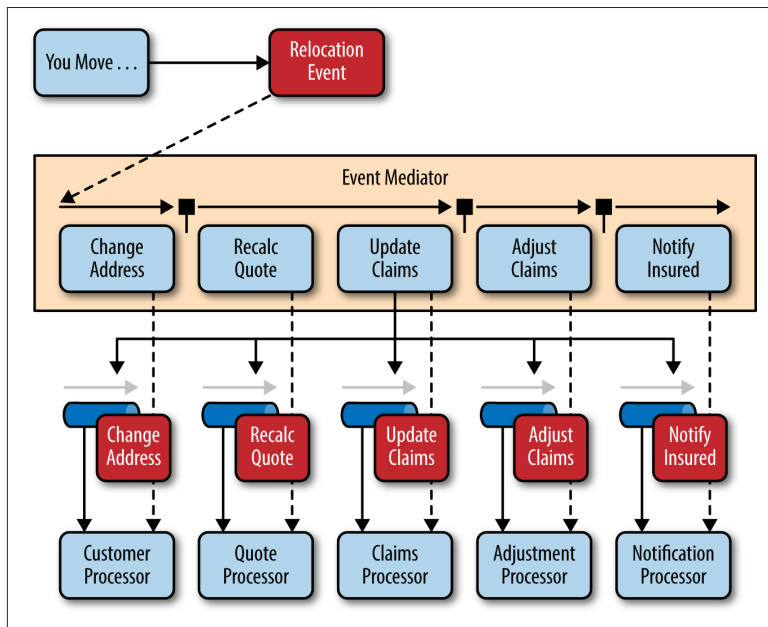 You Move . . .
Relocation
Event
Event Mediator
Change
Address
Recalc
Quote
Update
Claims
Adjust
Claims
Notify
Insured
Change
Address
Recalc
Quote
Update
Claims
Adjust
Claims
Notify
Insured
Customer
Processor
Quote
Processor
Claims
Processor
Adjustment
Processor
Notification
Processor